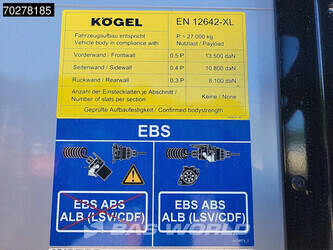 70278185
KÖGEL EN 12642-XL
Fahrzeugaufbau entspricht P = 27 000 kg
Vehicle body in compliance with Nutzlast / Payload
Vorderwand / Frontwall 0.5 P 13.500 daN
Seitenwand / Sidewall 0.4 P 10.800 daN
Rückwand / Rearwall 0.3 P 8.100 daN
Anzahl der Einstecklatten je Abschnitt / Keine / None
Number of slats per section
Geprüfte Aufbaufestigkeit / Confirmed bodystrength
EBS
EBS ABS EBS ABS
ALB (LSV/CDF) ALB (LSV/CDF)
BAS WORLD